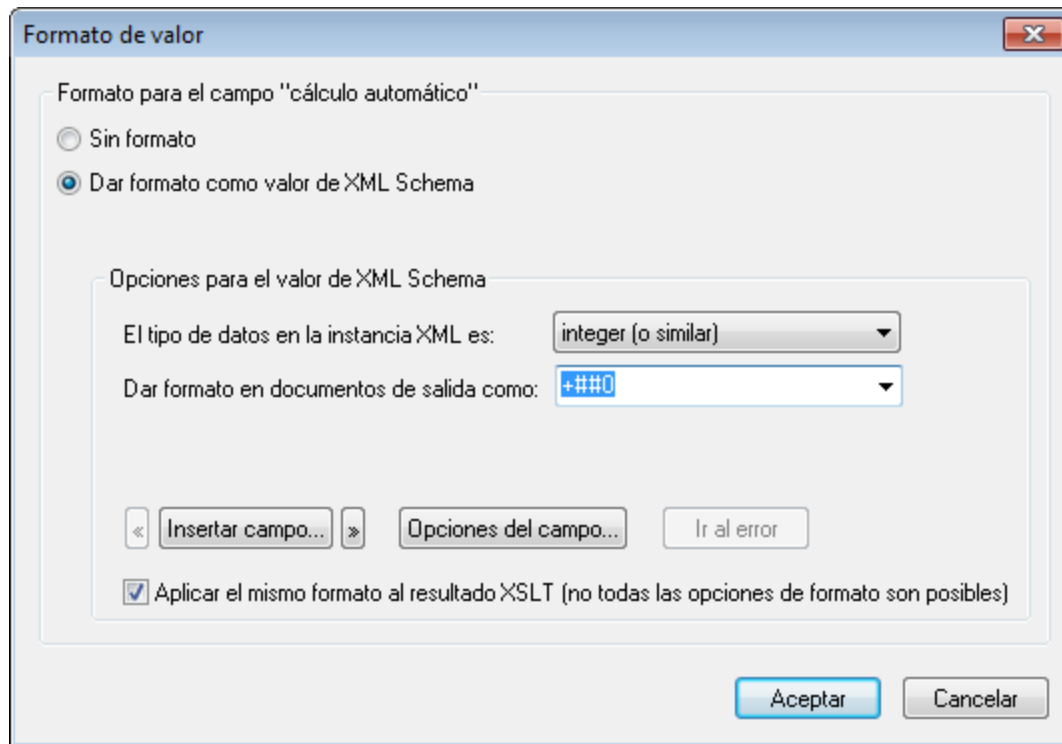 Formato de valor
Formato para el campo "cálculo automático"
Sin formato
Dar formato como valor de XML Schema
Opciones para el valor de XML Schema
El tipo de datos en la instancia XML es: integer (o similar)
Dar formato en documentos de salida como: +##0
« Insertar campo... » Opciones del campo... Ir al error
Aplicar el mismo formato al resultado XSLT (no todas las opciones de formato son posibles)
Aceptar Cancelar